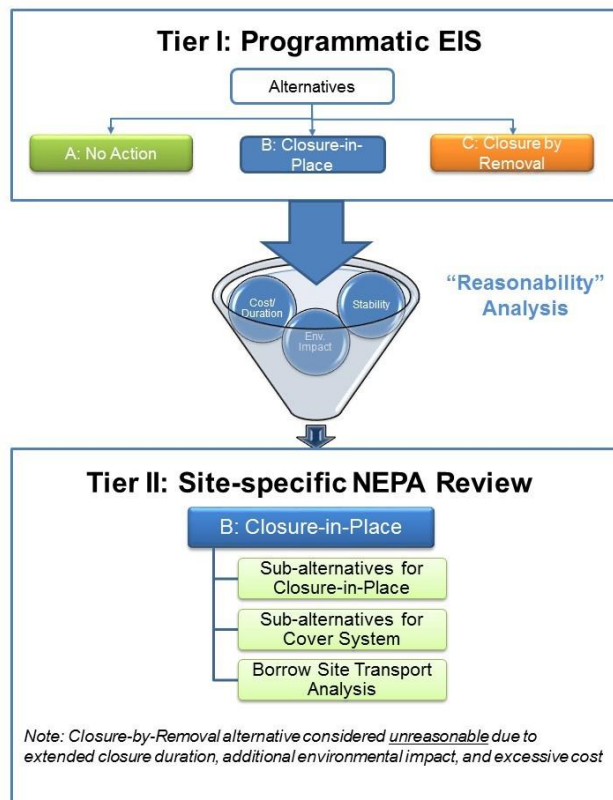 Tier I: Programmatic EIS
Alternatives
A: No Action
B: Closure-in-
Place
C: Closure by
Removal
"Reasonability"
Analysis
Cost/
Duration
Stability
Env.
Impact
Tier II: Site-specific NEPA Review
B: Closure-in-Place
Sub-alternatives for
Closure-in-Place
Sub-alternatives for
Cover System
Borrow Site Transport
Analysis
Note: Closure-by-Removal alternative considered unreasonable due to
extended closure duration, additional environmental impact, and excessive cost